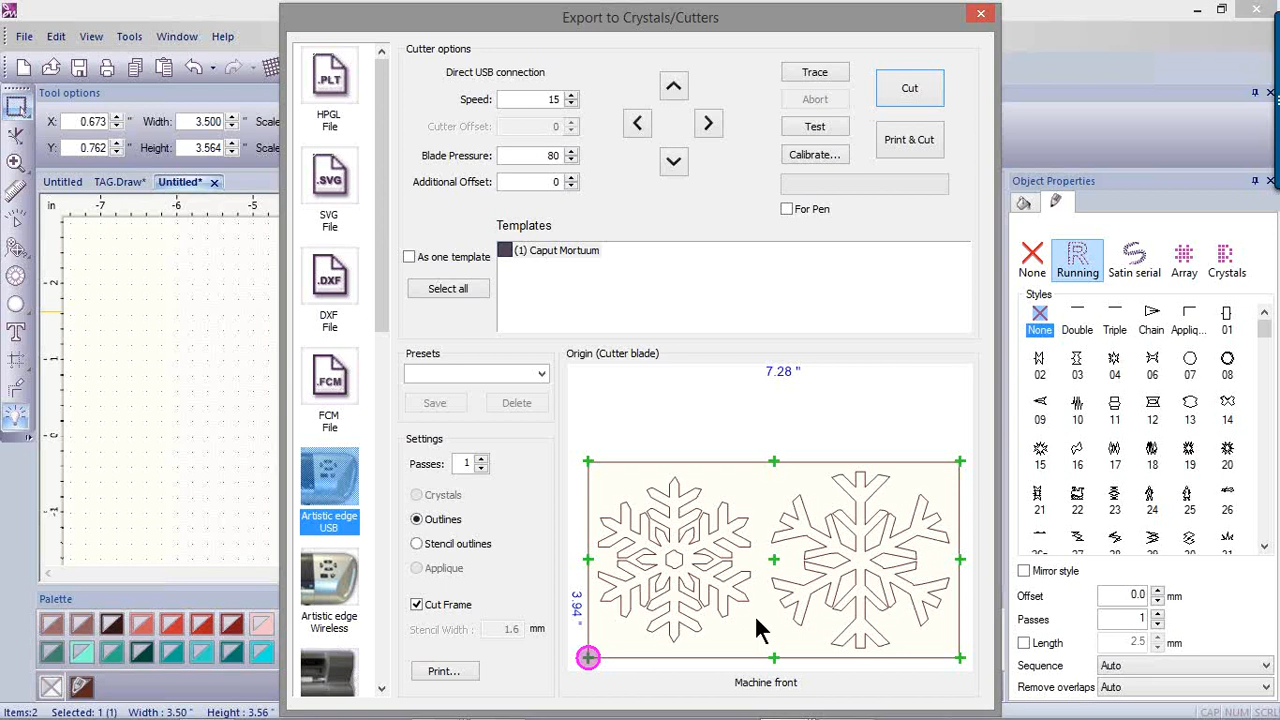 Export to Crystals/Cutters
File Edit View Tools Window Help
Tool options
X: 0.673 Width: 3.500 Scale
Y: 0.762 Height: 3.564 Scale
Untitled TAG.Draw* Untitled*
in -7 -6 -5
2
1
0
-1
Palette
.PLT
HPGL
File
.SVG
SVG
File
.DXF
DXF
File
.FCM
FCM
File
Artistic edge
USB
Artistic edge
Wireless
Cutter options
Direct USB connection
Speed: 15
Cutter Offset: 0
Blade Pressure: 80
Additional Offset: 0
Trace
Abort
Test
Calibrate...
Cut
Print & Cut
For Pen
Templates
As one template
(1) Caput Mortuum
Select all
Presets
Save Delete
Settings
Passes: 1
Crystals
Outlines
Stencil outlines
Applique
Cut Frame
Stencil Width : 1.6 mm
Print...
Origin (Cutter blade)
7.28 "
3.94 "
Machine front
Object Properties
None Running Satin serial Array Crystals
Styles
None Double Triple Chain Appliq... 01
02 03 04 06 07 08
09 10 11 12 13 14
15 16 17 18 19 20
21 22 23 24 25 26
Mirror style
Offset 0.0 mm
Passes 1
Length 2.5 mm
Sequence Auto
Remove overlaps Auto
Items:2 Selected: (1) Width : 3.50 " Height : 3.56 "
CAP NUM SCRL